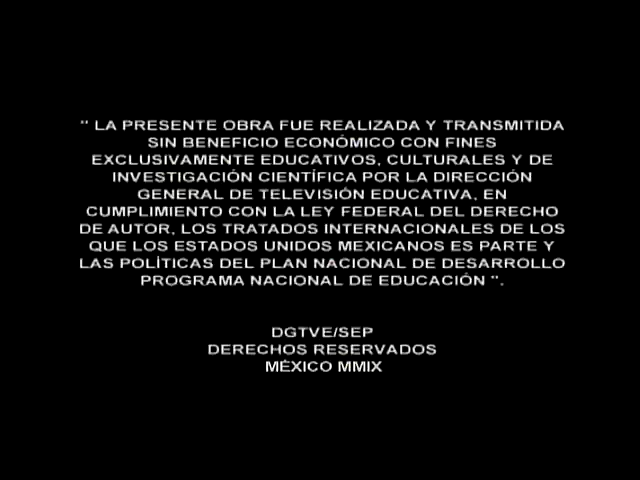 " LA PRESENTE OBRA FUE REALIZADA Y TRANSMITIDA
SIN BENEFICIO ECONÓMICO CON FINES
EXCLUSIVAMENTE EDUCATIVOS, CULTURALES Y DE
INVESTIGACIÓN CIENTÍFICA POR LA DIRECCIÓN
GENERAL DE TELEVISIÓN EDUCATIVA, EN
CUMPLIMIENTO CON LA LEY FEDERAL DEL DERECHO
DE AUTOR, LOS TRATADOS INTERNACIONALES DE LOS
QUE LOS ESTADOS UNIDOS MEXICANOS ES PARTE Y
LAS POLÍTICAS DEL PLAN NACIONAL DE DESARROLLO
PROGRAMA NACIONAL DE EDUCACIÓN ".
DGTVE/SEP
DERECHOS RESERVADOS
MÉXICO MMIX